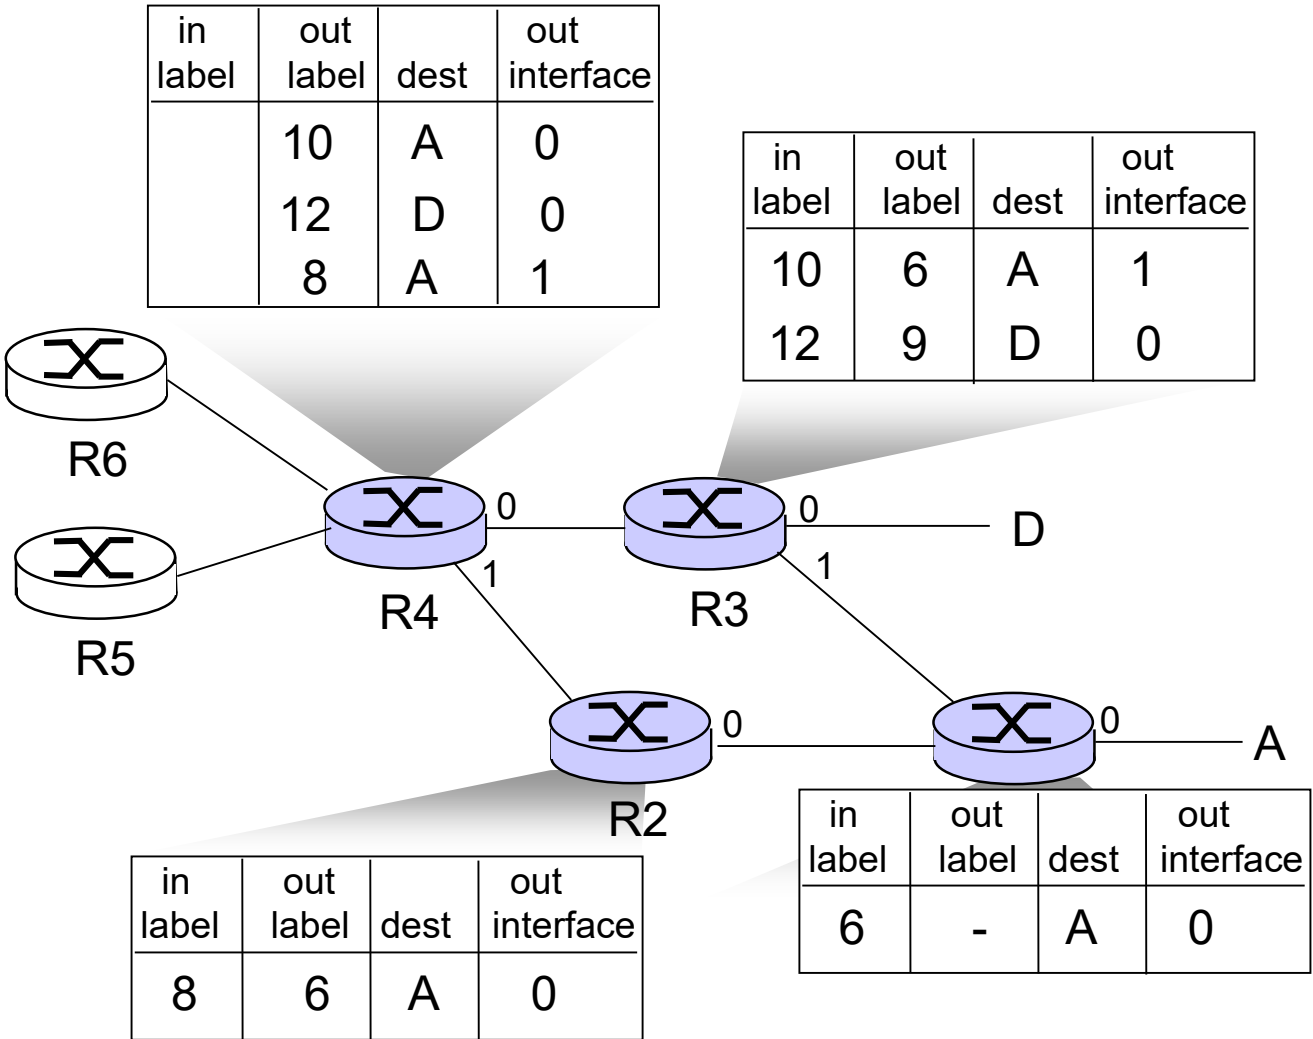 in out out
label label dest interface
10 A 0
12 D 0
8 A 1
in out out
label label dest interface
10 6 A 1
12 9 D 0
R6
R5
0
1
R4
0
1
R3
D
0
R2
0
A
in out out
label label dest interface
8 6 A 0
in out out
label label dest interface
6 - A 0